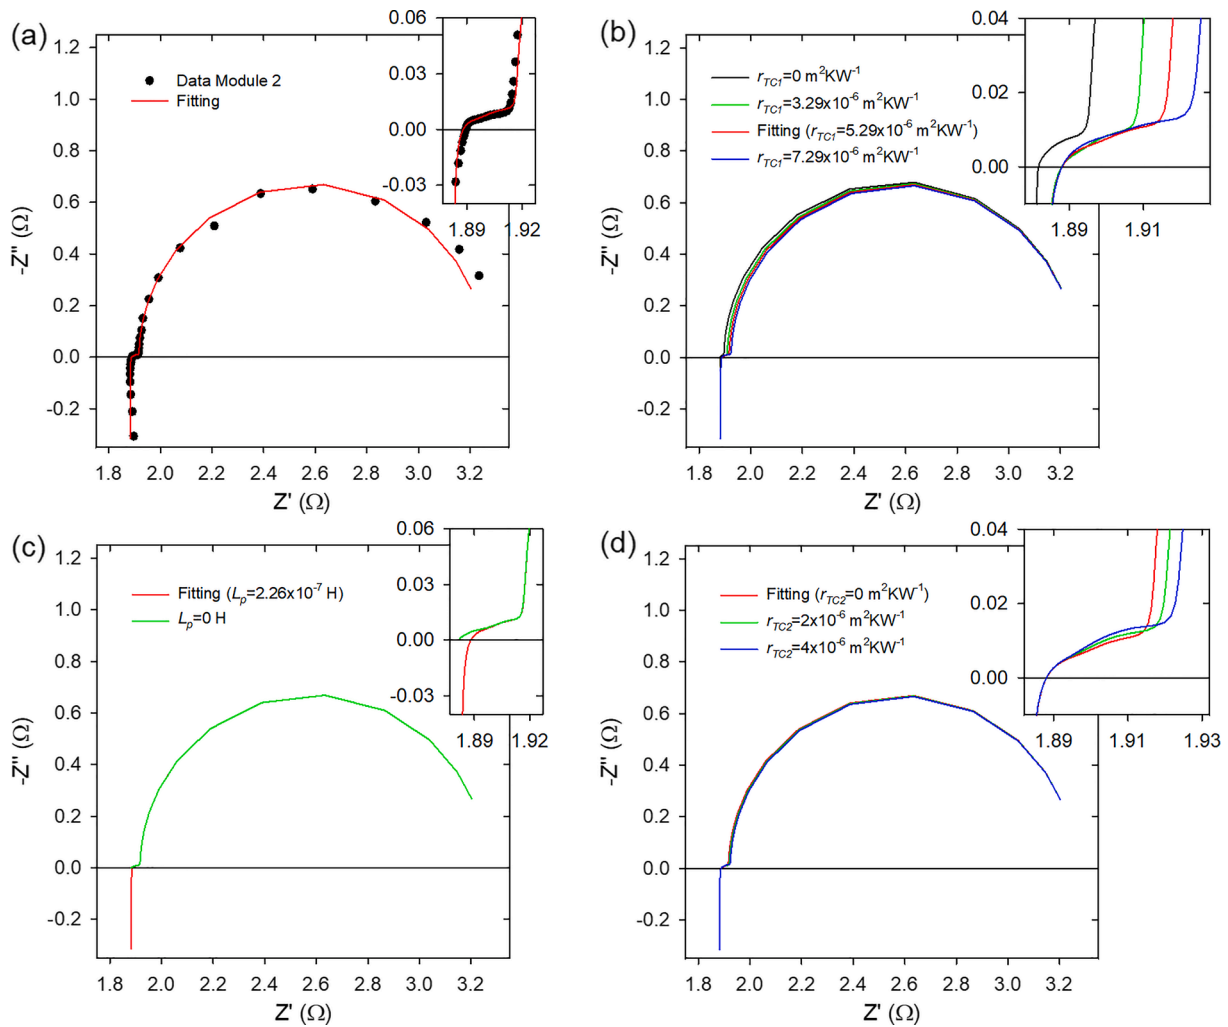 (a)
0.06
0.03
0.00
-0.03
1.89 1.92
Data Module 2
Fitting
1.2
1.0
0.8
0.6
0.4
0.2
0.0
-0.2
-Z'' (Ω)
1.8 2.0 2.2 2.4 2.6 2.8 3.0 3.2
Z' (Ω)
(b)
0.04
0.02
0.00
1.89 1.91
r_TC1=0 m²KW⁻¹
r_TC1=3.29x10⁻⁶ m²KW⁻¹
Fitting (r_TC1=5.29x10⁻⁶ m²KW⁻¹)
r_TC1=7.29x10⁻⁶ m²KW⁻¹
1.2
1.0
0.8
0.6
0.4
0.2
0.0
-0.2
-Z'' (Ω)
1.8 2.0 2.2 2.4 2.6 2.8 3.0 3.2
Z' (Ω)
(c)
0.06
0.03
0.00
-0.03
1.89 1.92
Fitting (L_p=2.26x10⁻⁷ H)
L_p=0 H
1.2
1.0
0.8
0.6
0.4
0.2
0.0
-0.2
-Z'' (Ω)
1.8 2.0 2.2 2.4 2.6 2.8 3.0 3.2
Z' (Ω)
(d)
0.04
0.02
0.00
1.89 1.91 1.93
Fitting (r_TC2=0 m²KW⁻¹)
r_TC2=2x10⁻⁶ m²KW⁻¹
r_TC2=4x10⁻⁶ m²KW⁻¹
1.2
1.0
0.8
0.6
0.4
0.2
0.0
-0.2
-Z'' (Ω)
1.8 2.0 2.2 2.4 2.6 2.8 3.0 3.2
Z' (Ω)